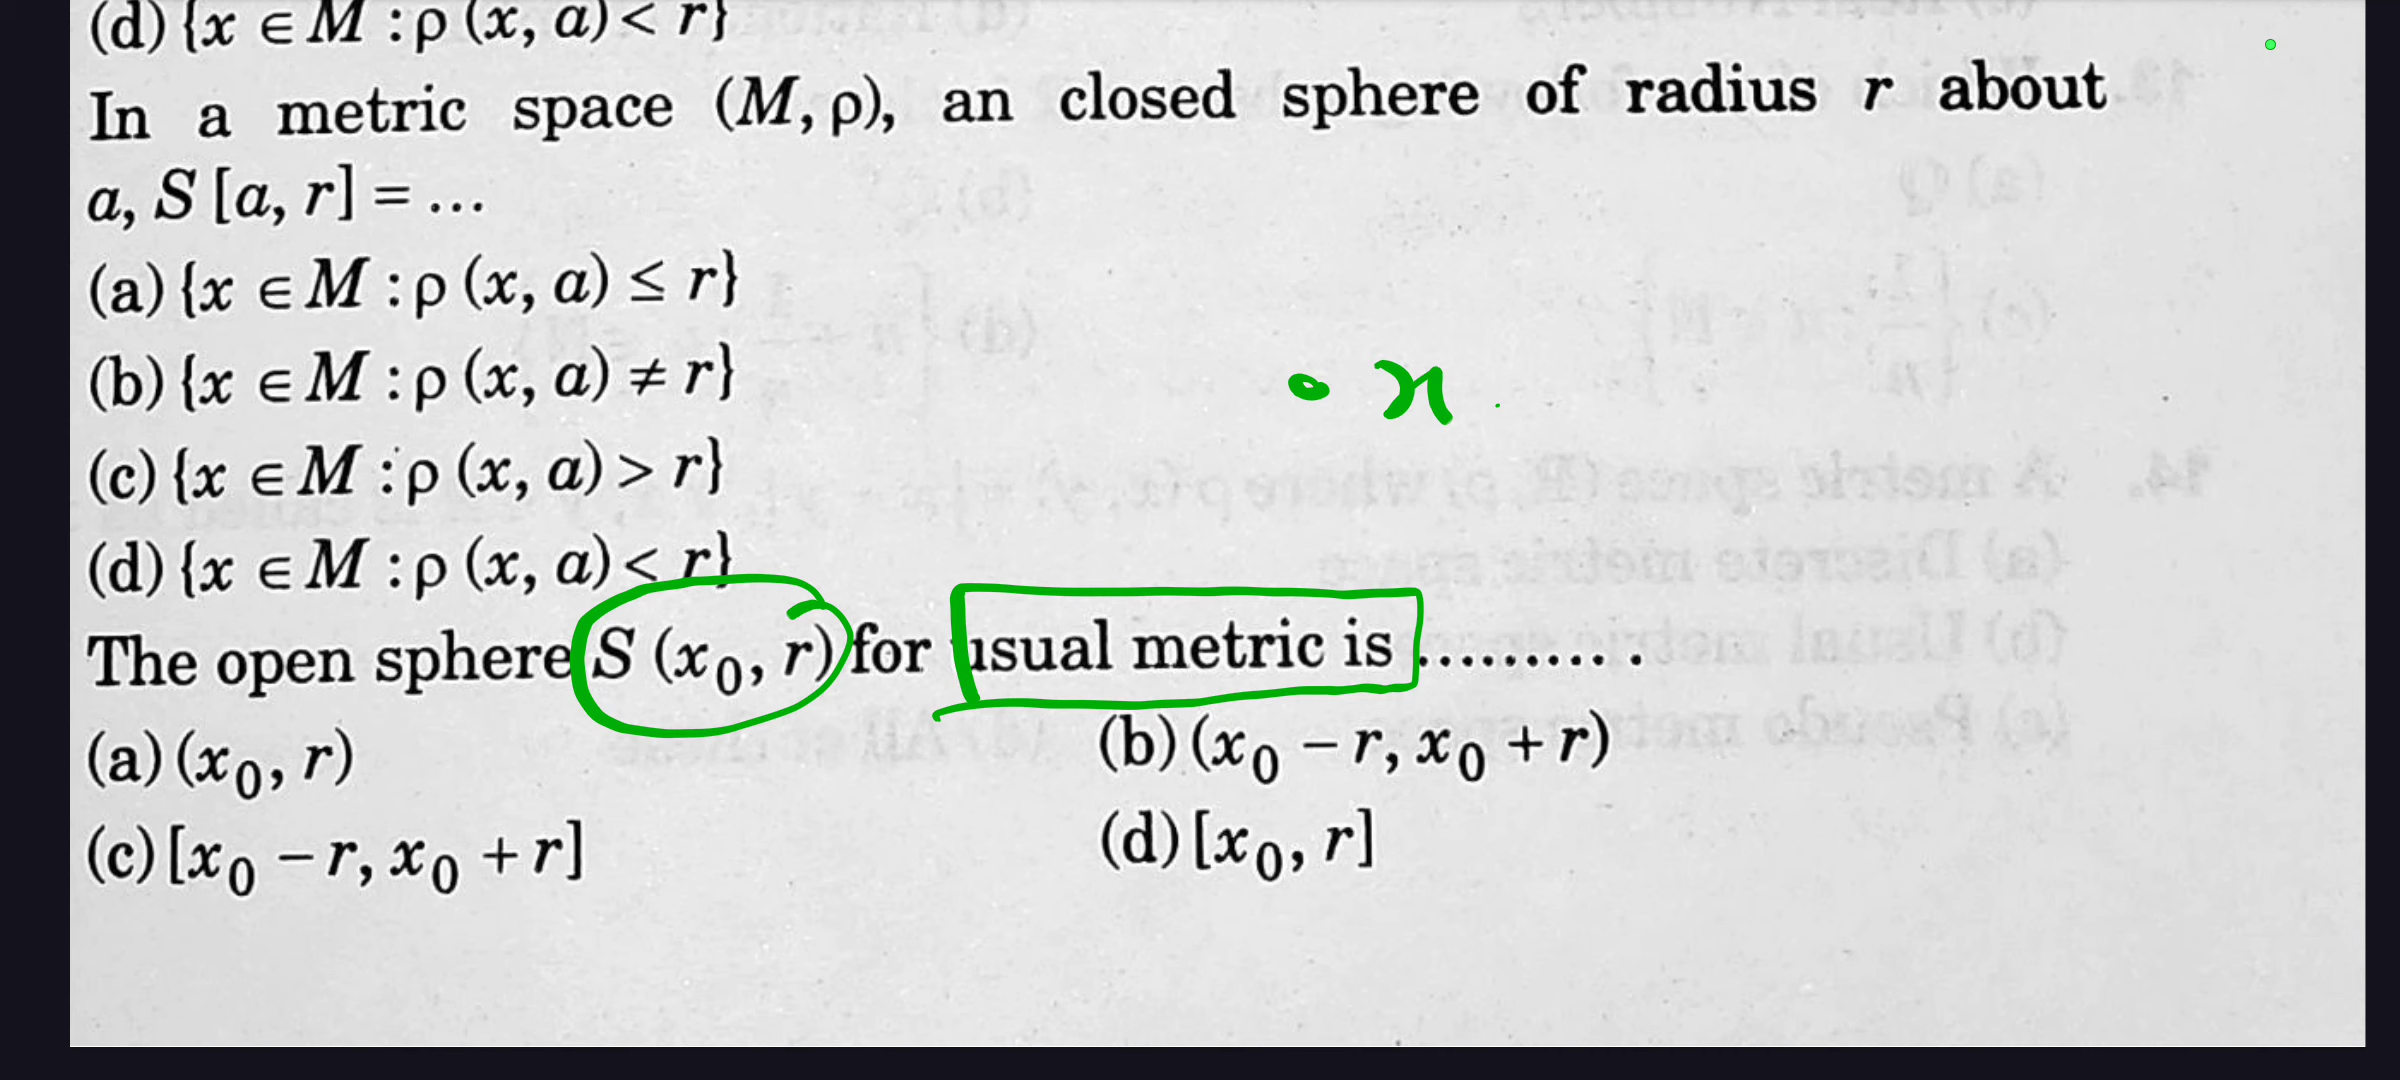 (d) {x ∈ M : ρ (x, a) < r}
In a metric space (M, ρ), an closed sphere of radius r about
a, S [a, r] = ...
(a) {x ∈ M : ρ (x, a) ≤ r}
(b) {x ∈ M : ρ (x, a) ≠ r}
x
(c) {x ∈ M : ρ (x, a) > r}
(d) {x ∈ M : ρ (x, a) < r}
The open sphere S (x₀, r) for usual metric is .......... .
(a) (x₀, r) (b) (x₀ – r, x₀ + r)
(c) [x₀ – r, x₀ + r] (d) [x₀, r]